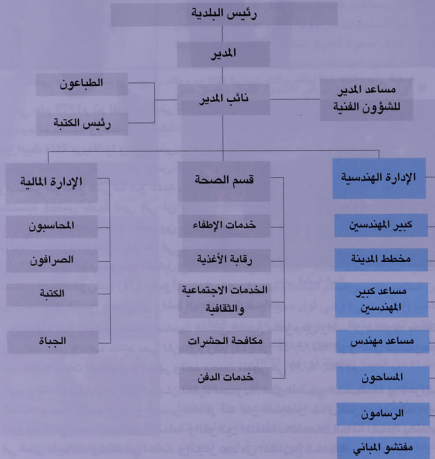 رئيس البلدية
المدير
نائب المدير
الطباعون
رئيس الكتبة
مساعد المدير
للشؤون الفنية
الإدارة الهندسية
كبير المهندسين
مخطط المدينة
مساعد كبير
المهندسين
مساعد مهندس
المساحون
الرسامون
مفتشو المباني
قسم الصحة
خدمات الإطفاء
رقابة الأغذية
الخدمات الاجتماعية
والثقافية
مكافحة الحشرات
خدمات الدفن
الإدارة المالية
المحاسبون
الصرافون
الكتبة
الجباة